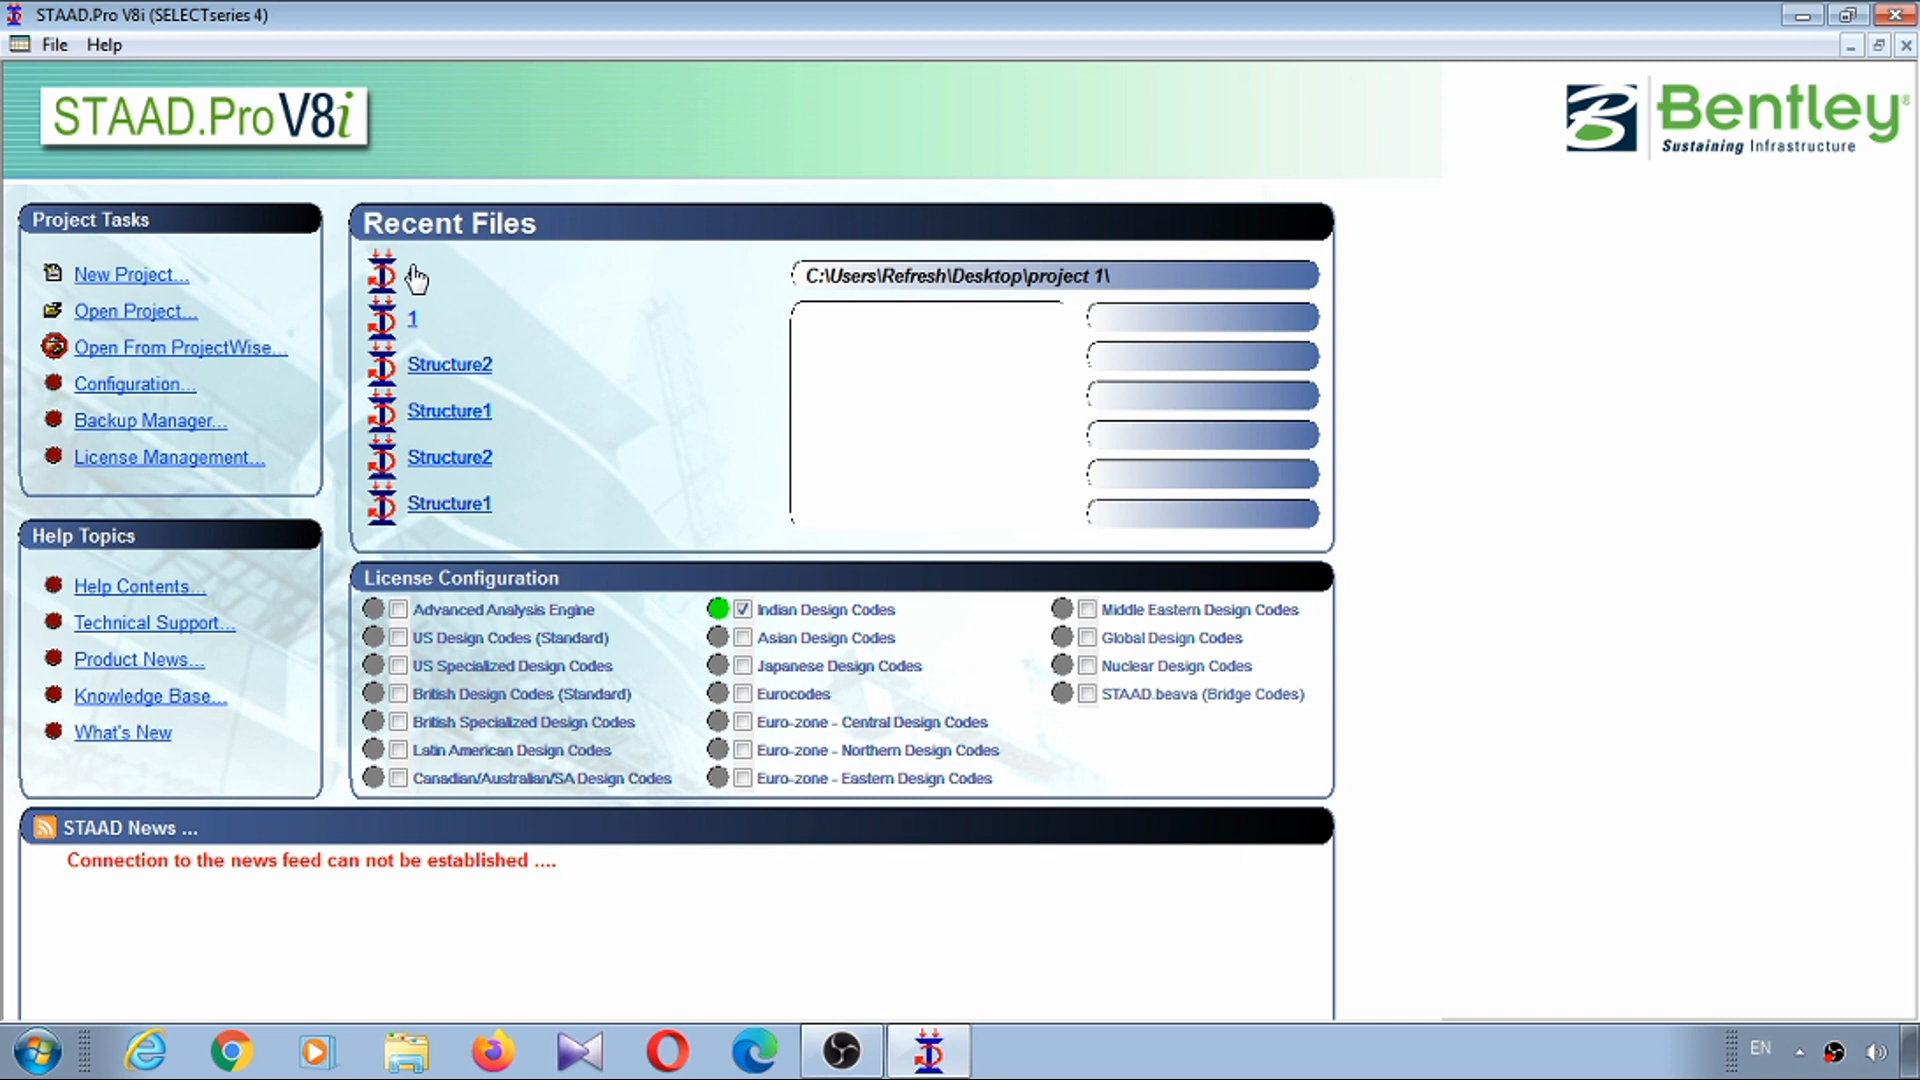 STAAD.Pro V8i (SELECTseries 4)
File Help
STAAD.Pro V8i
Bentley®
Sustaining Infrastructure
Project Tasks
New Project...
Open Project...
Open From ProjectWise...
Configuration...
Backup Manager...
License Management...
Help Topics
Help Contents...
Technical Support...
Product News...
Knowledge Base...
What's New
Recent Files
1
Structure2
Structure1
Structure2
Structure1
C:\Users\Refresh\Desktop\project 1\
License Configuration
Advanced Analysis Engine
US Design Codes (Standard)
US Specialized Design Codes
British Design Codes (Standard)
British Specialized Design Codes
Latin American Design Codes
Canadian/Australian/SA Design Codes
Indian Design Codes
Asian Design Codes
Japanese Design Codes
Eurocodes
Euro-zone - Central Design Codes
Euro-zone - Northern Design Codes
Euro-zone - Eastern Design Codes
Middle Eastern Design Codes
Global Design Codes
Nuclear Design Codes
STAAD.beava (Bridge Codes)
STAAD News ...
Connection to the news feed can not be established ....
EN